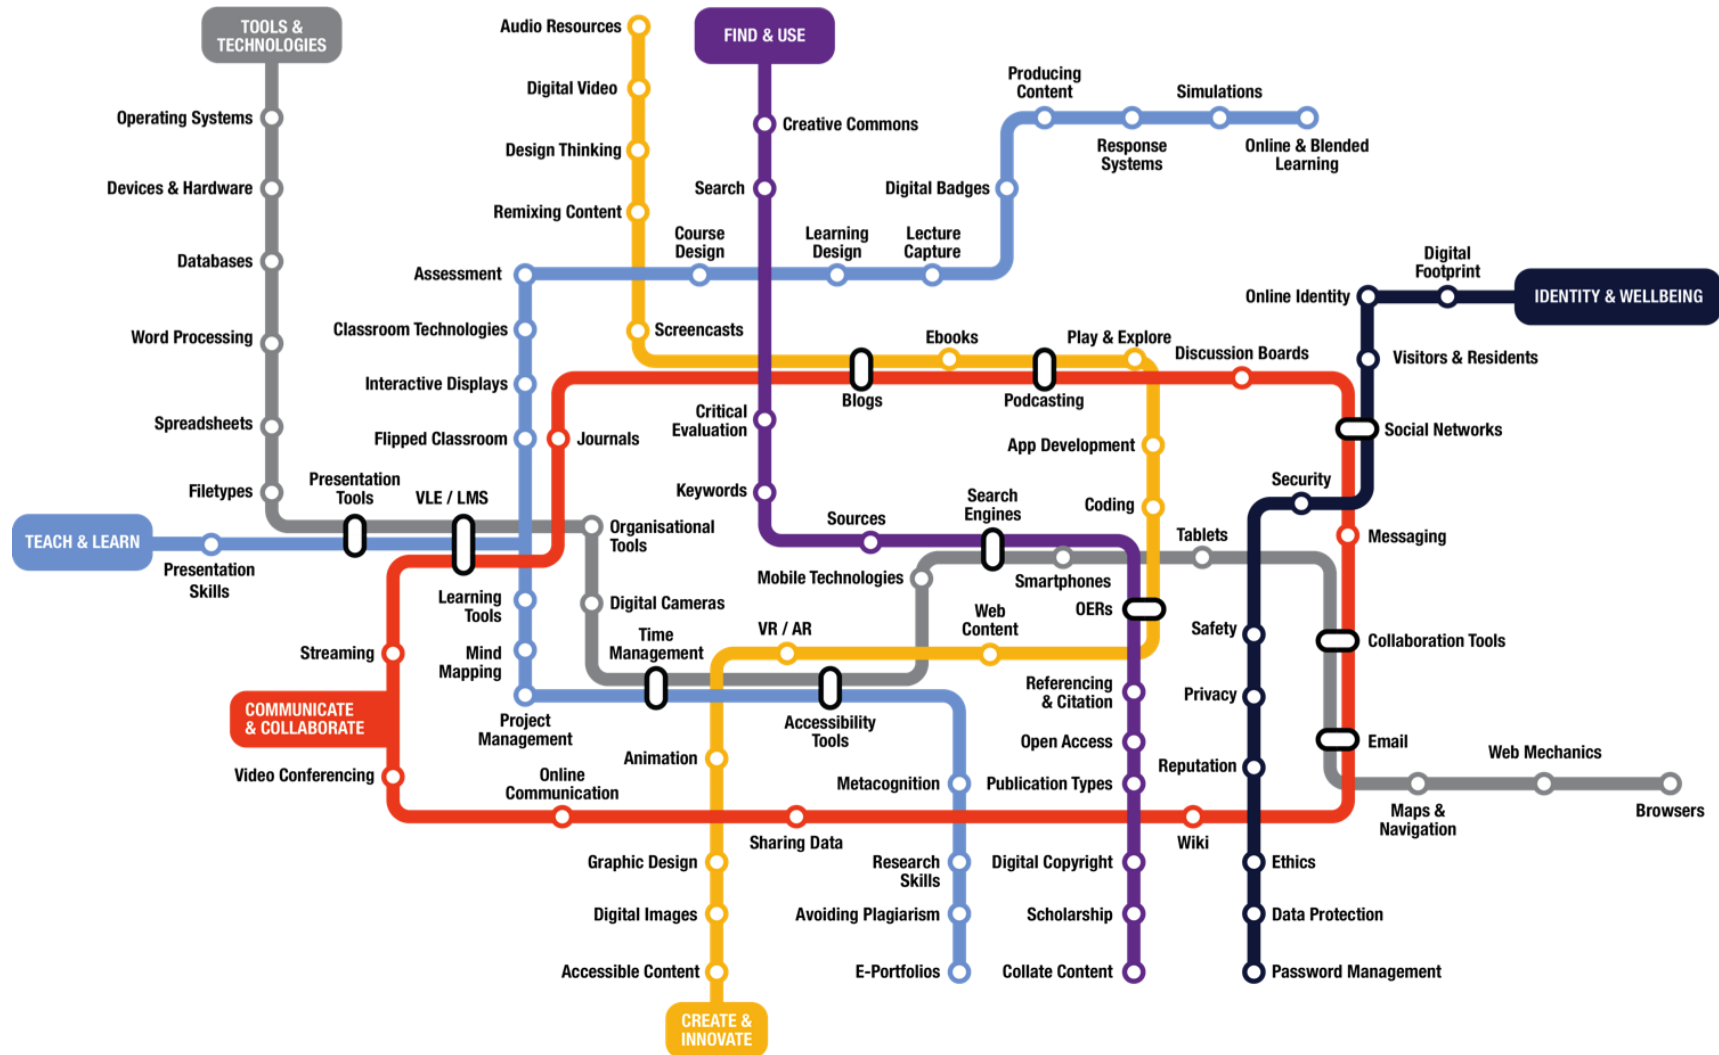 TOOLS &
TECHNOLOGIES
Audio Resources
FIND & USE
Digital Video
Producing
Content
Simulations
Operating Systems
Creative Commons
Design Thinking
Response
Systems
Online & Blended
Learning
Devices & Hardware
Search
Digital Badges
Remixing Content
Course
Design
Learning
Design
Lecture
Capture
Databases
Assessment
Digital
Footprint
Online Identity
IDENTITY & WELLBEING
Word Processing
Classroom Technologies
Screencasts
Ebooks
Play & Explore
Discussion Boards
Visitors & Residents
Interactive Displays
Blogs
Podcasting
Spreadsheets
Flipped Classroom
Journals
Critical
Evaluation
App Development
Social Networks
Filetypes
Presentation
Tools
VLE / LMS
Keywords
Search
Engines
Coding
Security
TEACH & LEARN
Organisational
Tools
Sources
Tablets
Messaging
Presentation
Skills
Mobile Technologies
Smartphones
Learning
Tools
Digital Cameras
OERs
Streaming
Mind
Mapping
Time
Management
VR / AR
Web
Content
Safety
Collaboration Tools
COMMUNICATE
& COLLABORATE
Project
Management
Accessibility
Tools
Referencing
& Citation
Privacy
Open Access
Email
Video Conferencing
Online
Communication
Animation
Metacognition
Publication Types
Reputation
Web Mechanics
Maps &
Navigation
Browsers
Sharing Data
Wiki
Graphic Design
Research
Skills
Digital Copyright
Ethics
Digital Images
Avoiding Plagiarism
Scholarship
Data Protection
Accessible Content
E-Portfolios
Collate Content
Password Management
CREATE &
INNOVATE